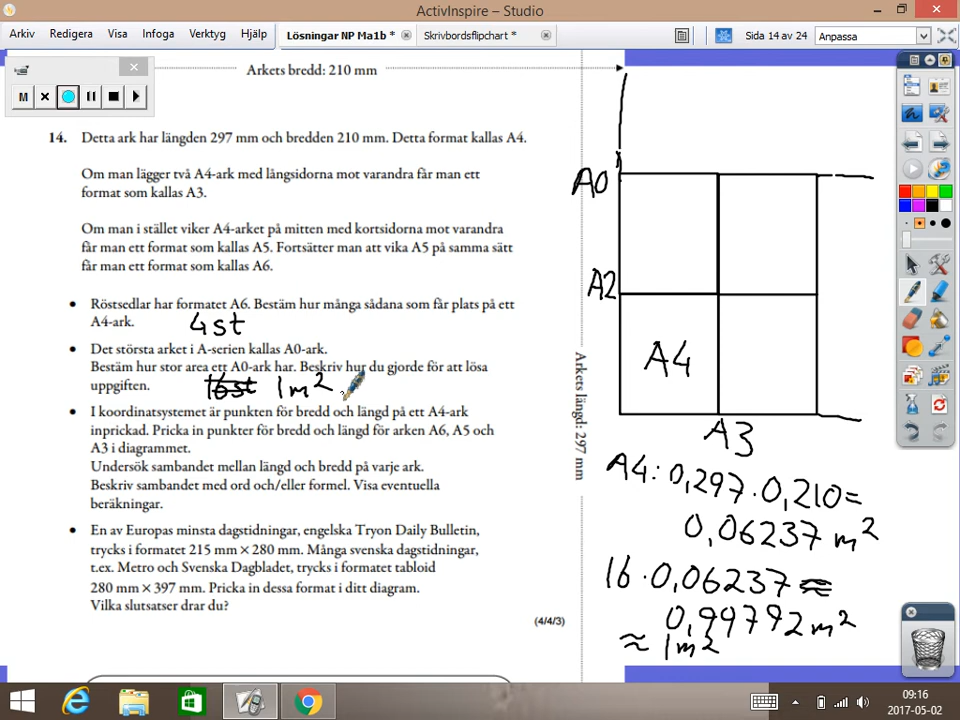 ActivInspire – Studio
Arkiv Redigera Visa Infoga Verktyg Hjälp
Lösningar NP Ma1b *
Skrivbordsflipchart *
Sida 14 av 24
Anpassa
M
Arkets bredd: 210 mm
14. Detta ark har längden 297 mm och bredden 210 mm. Detta format kallas A4.
Om man lägger två A4-ark med långsidorna mot varandra får man ett
format som kallas A3.
Om man i stället viker A4-arket på mitten med kortsidorna mot varandra
får man ett format som kallas A5. Fortsätter man att vika A5 på samma sätt
får man ett format som kallas A6.
• Röstsedlar har formatet A6. Bestäm hur många sådana som får plats på ett
A4-ark.
4st
• Det största arket i A-serien kallas A0-ark.
Bestäm hur stor area ett A0-ark har. Beskriv hur du gjorde för att lösa
uppgiften.
16st 1m²
• I koordinatsystemet är punkten för bredd och längd på ett A4-ark
inprickad. Pricka in punkter för bredd och längd för arken A6, A5 och
A3 i diagrammet.
Undersök sambandet mellan längd och bredd på varje ark.
Beskriv sambandet med ord och/eller formel. Visa eventuella
beräkningar.
• En av Europas minsta dagstidningar, engelska Tryon Daily Bulletin,
trycks i formatet 215 mm × 280 mm. Många svenska dagstidningar,
t.ex. Metro och Svenska Dagbladet, trycks i formatet tabloid
280 mm × 397 mm. Pricka in dessa format i ditt diagram.
Vilka slutsatser drar du?
(4/4/3)
Arkets längd: 297 mm
A0
A2
A4
A3
A4: 0,297 · 0,210 =
0,06237 m²
16 · 0,06237 ≈
0,99792 m²
≈ 1m²
09:16
2017-05-02